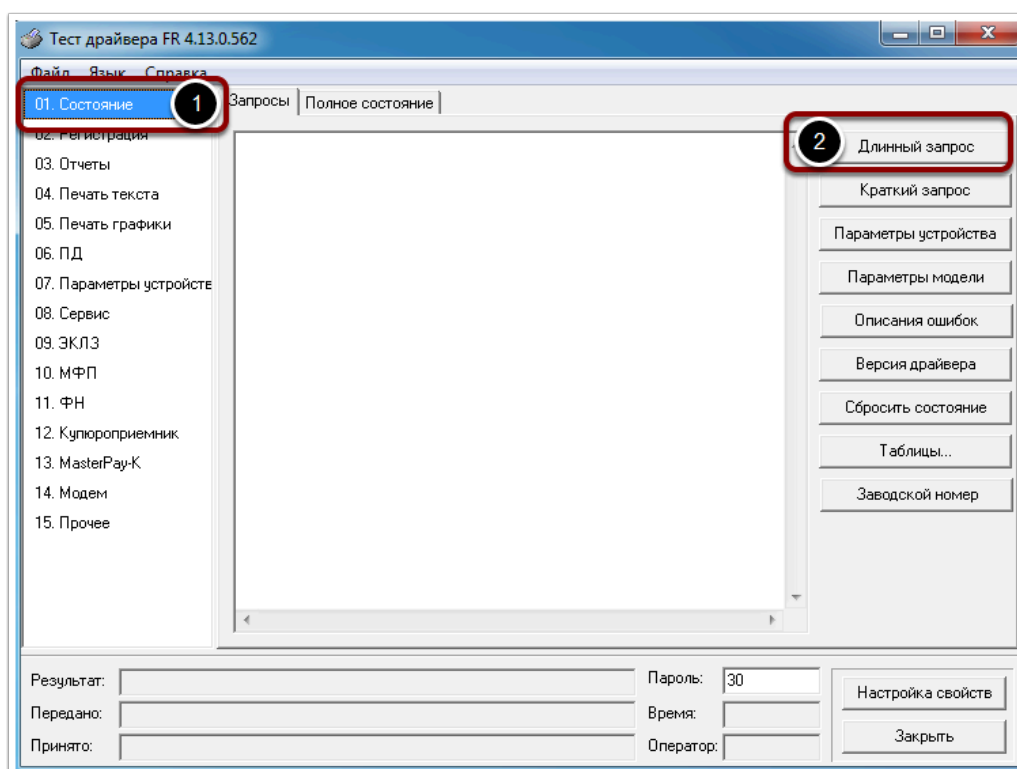 Тест драйвера FR 4.13.0.562
Файл Язык Справка
01. Состояние
1
Запросы Полное состояние
02. Регистрация
03. Отчеты
04. Печать текста
05. Печать графики
06. ПД
07. Параметры устройств
08. Сервис
09. ЭКЛЗ
10. МФП
11. ФН
12. Купюроприемник
13. MasterPay-K
14. Модем
15. Прочее
2
Длинный запрос
Краткий запрос
Параметры устройства
Параметры модели
Описания ошибок
Версия драйвера
Сбросить состояние
Таблицы...
Заводской номер
Результат:
Передано:
Принято:
Пароль: 30
Время:
Оператор:
Настройка свойств
Закрыть